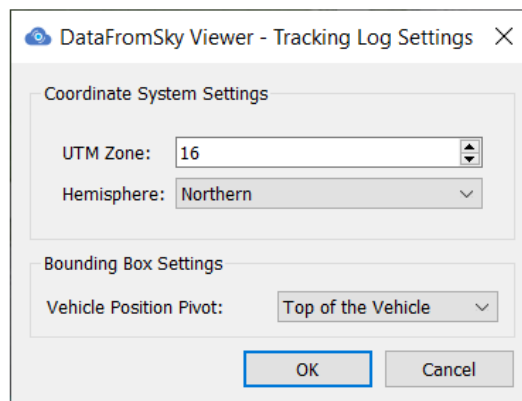 DataFromSky Viewer - Tracking Log Settings
Coordinate System Settings
UTM Zone: 16
Hemisphere: Northern
Bounding Box Settings
Vehicle Position Pivot: Top of the Vehicle
OK Cancel